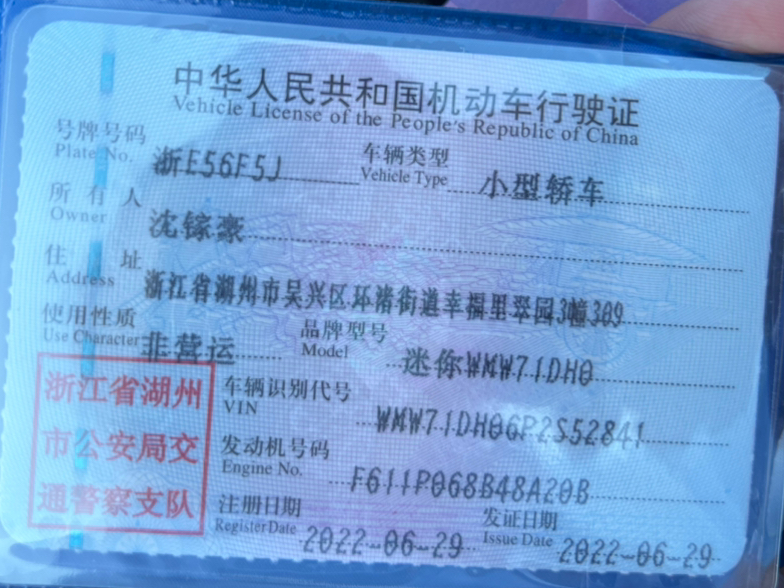 中华人民共和国机动车行驶证
Vehicle License of the People's Republic of China
号牌号码 浙E56F5J 车辆类型 小型轿车
Plate No. Vehicle Type
所有人 沈镓豪
Owner
住址 浙江省湖州市吴兴区环渚街道幸福里翠园3幢309
Address
使用性质 非营运 品牌型号 迷你WMW71DH0
Use Character Model
浙江省湖州
市公安局交
通警察支队
车辆识别代号 WMW71DH06P2S52841
VIN
发动机号码 F611P068B48A20B
Engine No.
注册日期 2022-06-29 发证日期 2022-06-29
Register Date Issue Date